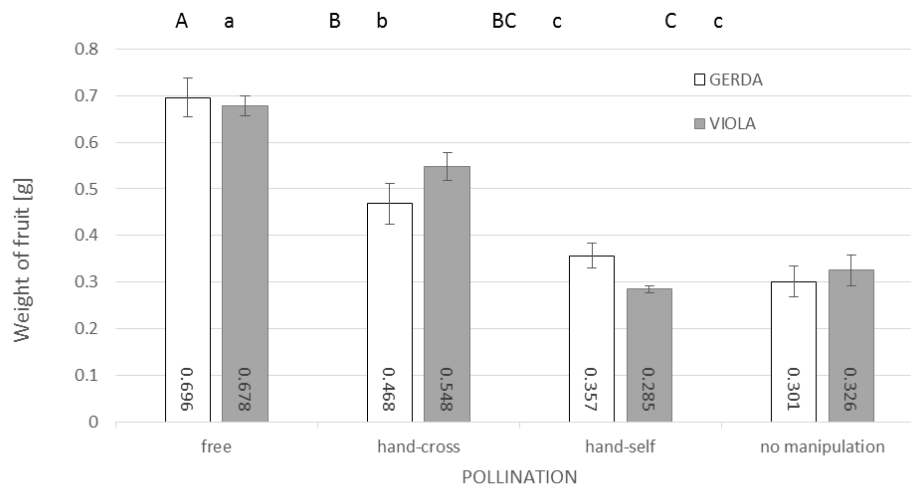 A a B b BC c C c
0.8
GERDA
0.7
VIOLA
0.6
0.5
0.4
0.3
0.2
0.1
0
Weight of fruit [g]
0.696 0.678 0.468 0.548 0.357 0.285 0.301 0.326
free hand-cross hand-self no manipulation
POLLINATION